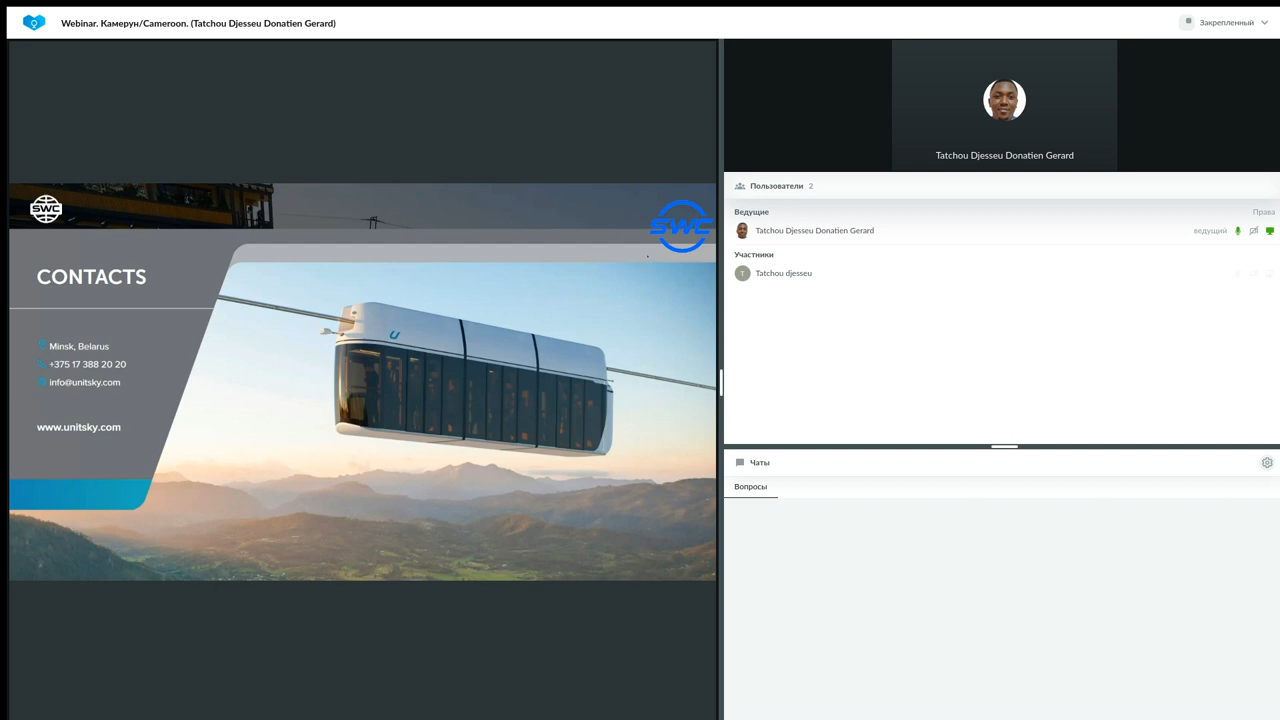 Webinar. Камерун/Cameroon. (Tatchou Djesseu Donatien Gerard)
Закрепленный
SWC
SWC
CONTACTS
Minsk, Belarus
+375 17 388 20 20
info@unitsky.com
www.unitsky.com
U
Tatchou Djesseu Donatien Gerard
Пользователи 2
Ведущие Права
Tatchou Djesseu Donatien Gerard ведущий
Участники
T Tatchou djesseu
Чаты
Вопросы